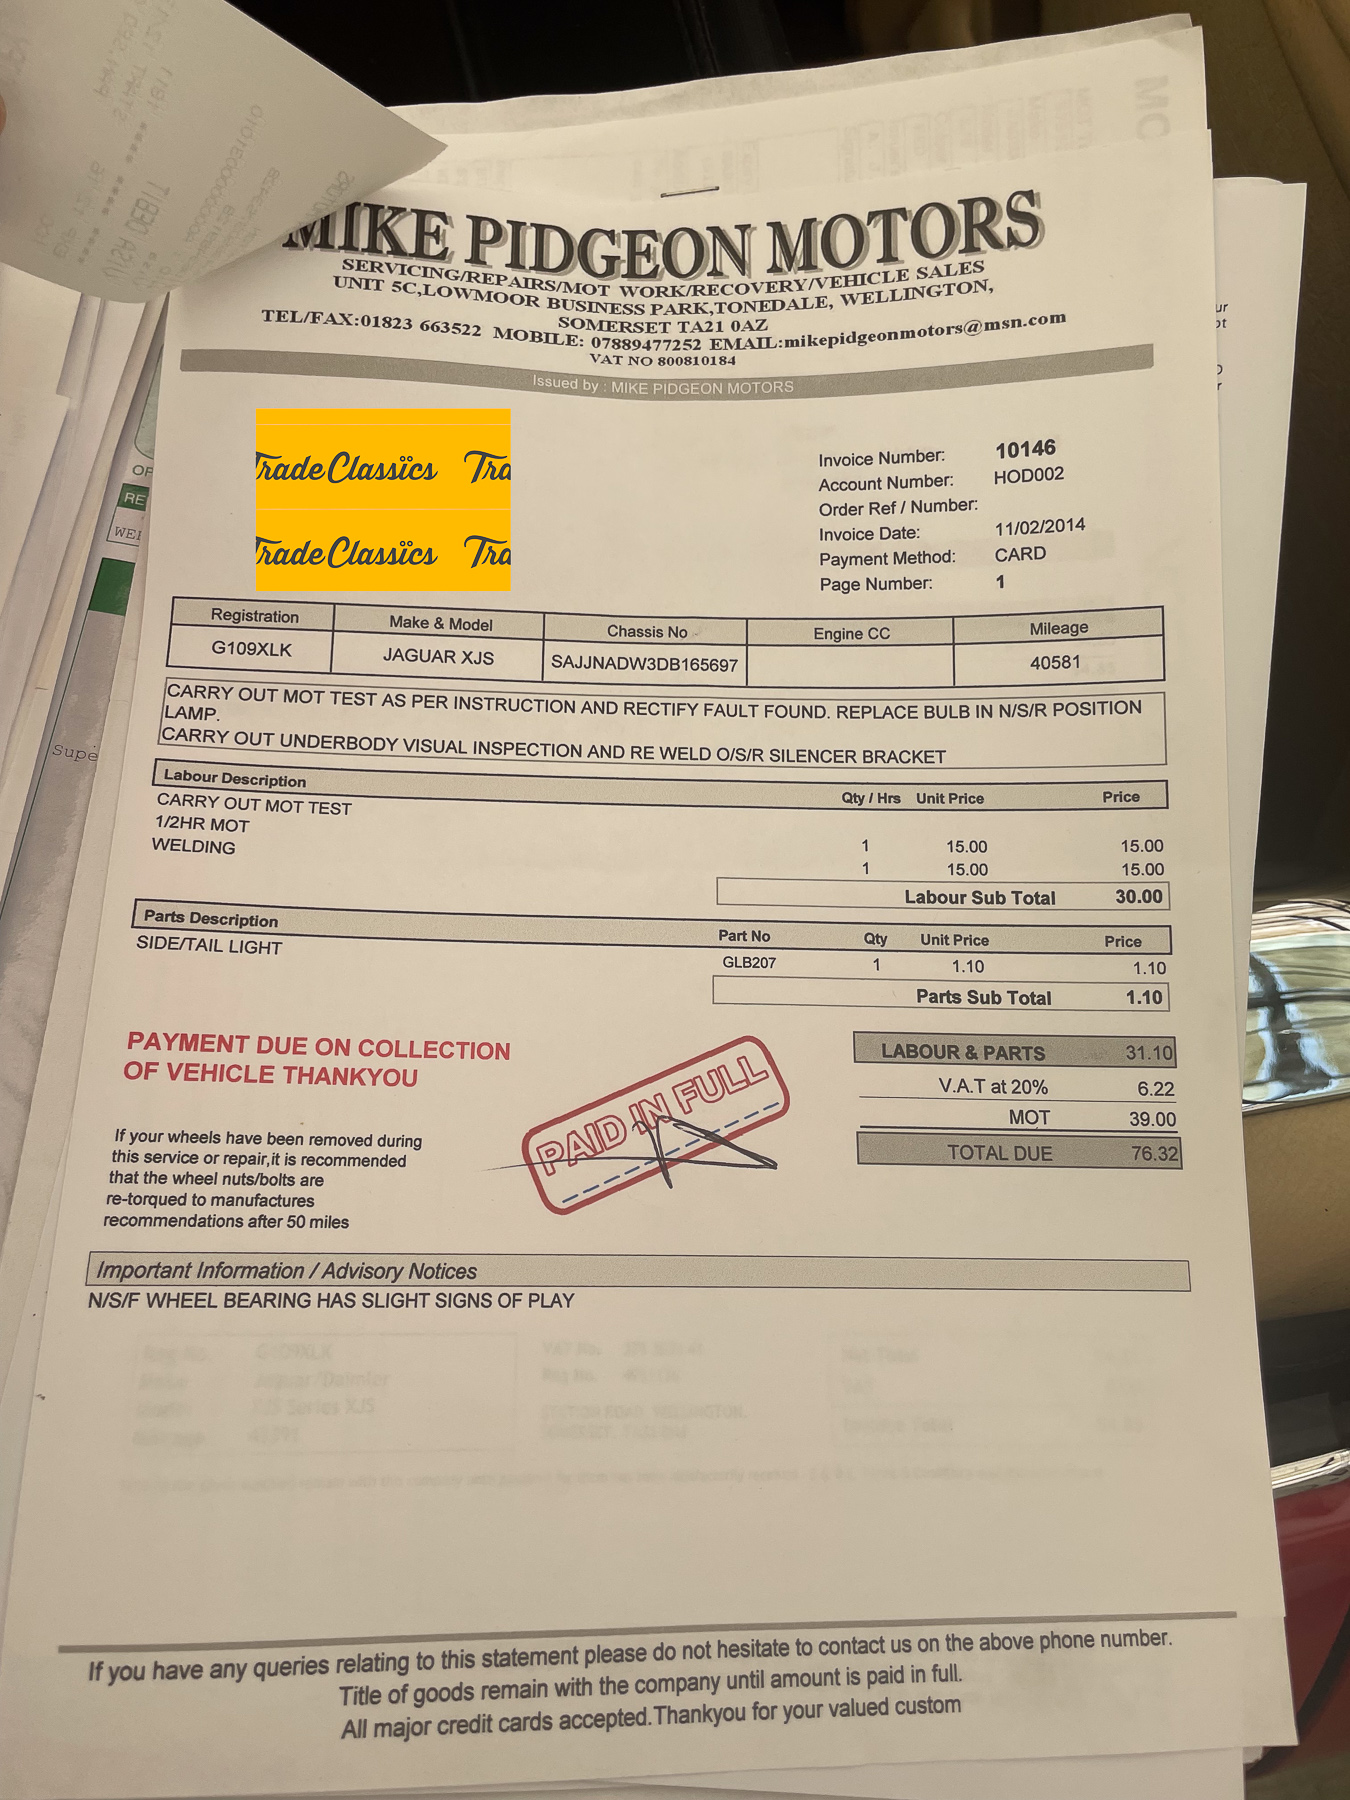 MIKE PIDGEON MOTORS
SERVICING/REPAIRS/MOT WORK/RECOVERY/VEHICLE SALES
UNIT 5C,LOWMOOR BUSINESS PARK,TONEDALE, WELLINGTON,
SOMERSET TA21 0AZ
TEL/FAX:01823 663522 MOBILE: 07889477252 EMAIL:mikepidgeonmotors@msn.com
VAT NO 800810184
Issued by : MIKE PIDGEON MOTORS
Trade Classics Tra
Trade Classics Tra
Invoice Number: 10146
Account Number: HOD002
Order Ref / Number:
Invoice Date: 11/02/2014
Payment Method: CARD
Page Number: 1
Registration Make & Model Chassis No Engine CC Mileage
G109XLK JAGUAR XJS SAJJNADW3DB165697 40581
CARRY OUT MOT TEST AS PER INSTRUCTION AND RECTIFY FAULT FOUND. REPLACE BULB IN N/S/R POSITION
LAMP.
CARRY OUT UNDERBODY VISUAL INSPECTION AND RE WELD O/S/R SILENCER BRACKET
Labour Description Qty / Hrs Unit Price Price
CARRY OUT MOT TEST
1/2HR MOT 1 15.00 15.00
WELDING 1 15.00 15.00
Labour Sub Total 30.00
Parts Description Part No Qty Unit Price Price
SIDE/TAIL LIGHT GLB207 1 1.10 1.10
Parts Sub Total 1.10
PAYMENT DUE ON COLLECTION
OF VEHICLE THANKYOU
PAID IN FULL
LABOUR & PARTS 31.10
V.A.T at 20% 6.22
MOT 39.00
TOTAL DUE 76.32
If your wheels have been removed during
this service or repair,it is recommended
that the wheel nuts/bolts are
re-torqued to manufactures
recommendations after 50 miles
Important Information / Advisory Notices
N/S/F WHEEL BEARING HAS SLIGHT SIGNS OF PLAY
If you have any queries relating to this statement please do not hesitate to contact us on the above phone number.
Title of goods remain with the company until amount is paid in full.
All major credit cards accepted.Thankyou for your valued custom